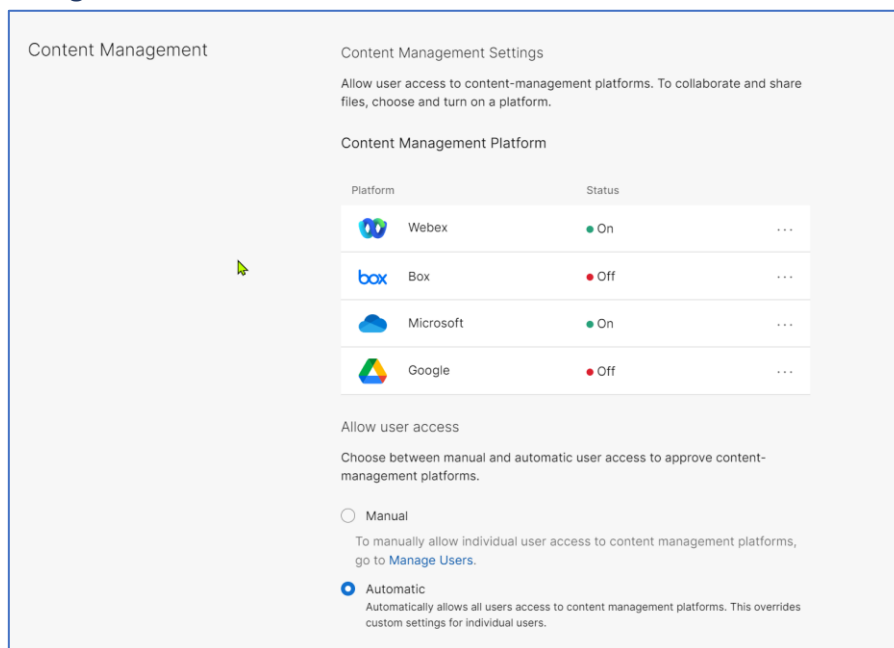 Content Management
Content Management Settings
Allow user access to content-management platforms. To collaborate and share
files, choose and turn on a platform.
Content Management Platform
Platform Status
Webex On ...
box Box Off ...
Microsoft On ...
Google Off ...
Allow user access
Choose between manual and automatic user access to approve content-
management platforms.
Manual
To manually allow individual user access to content management platforms,
go to Manage Users.
Automatic
Automatically allows all users access to content management platforms. This overrides
custom settings for individual users.